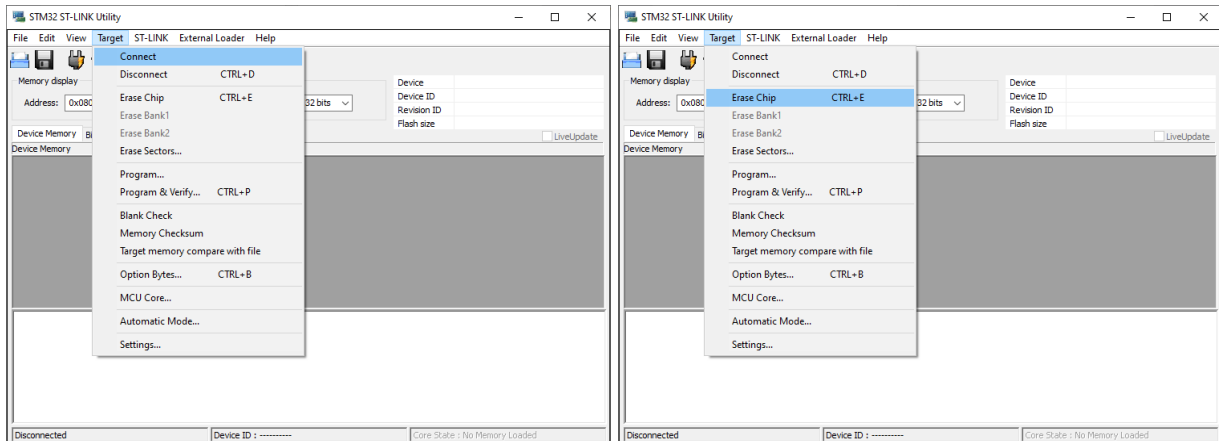 STM32 ST-LINK Utility
File Edit View Target ST-LINK External Loader Help
Connect
Memory display
Disconnect CTRL+D
Device
Address: 0x080
Erase Chip CTRL+E
32 bits
Device ID
Revision ID
Erase Bank1
Flash size
Device Memory
Erase Bank2
LiveUpdate
Device Memory
Erase Sectors...
Program...
Program & Verify... CTRL+P
Blank Check
Memory Checksum
Target memory compare with file
Option Bytes... CTRL+B
MCU Core...
Automatic Mode...
Settings...
Disconnected Device ID : ---------- Core State : No Memory Loaded
STM32 ST-LINK Utility
File Edit View Target ST-LINK External Loader Help
Connect
Memory display
Disconnect CTRL+D
Device
Address: 0x080
Erase Chip CTRL+E
32 bits
Device ID
Revision ID
Erase Bank1
Flash size
Device Memory
Erase Bank2
LiveUpdate
Device Memory
Erase Sectors...
Program...
Program & Verify... CTRL+P
Blank Check
Memory Checksum
Target memory compare with file
Option Bytes... CTRL+B
MCU Core...
Automatic Mode...
Settings...
Disconnected Device ID : ---------- Core State : No Memory Loaded